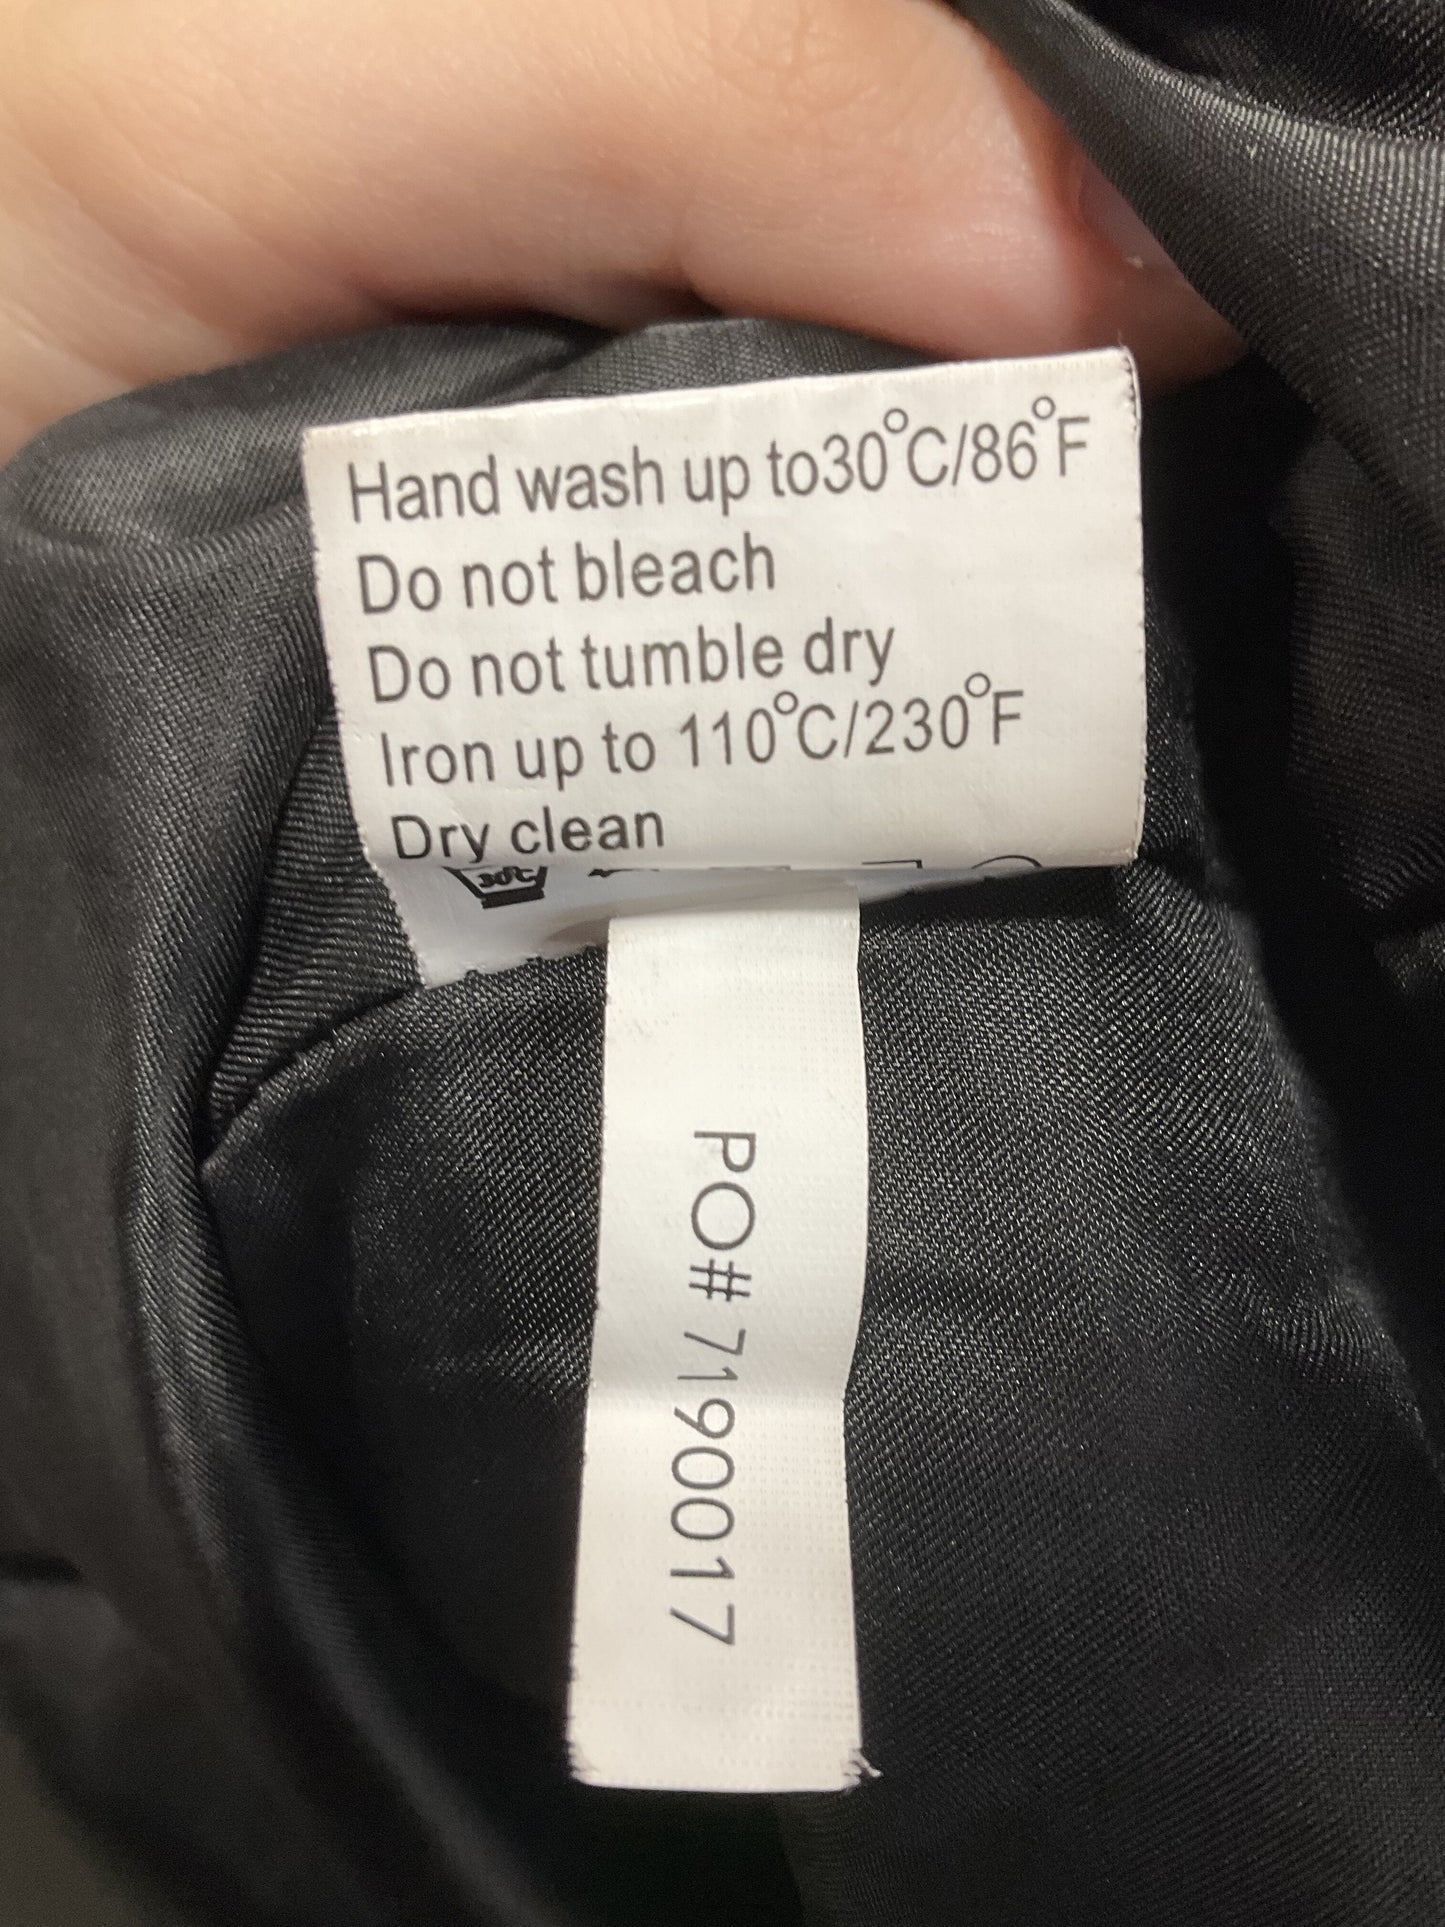 Hand wash up to30°C/86°F
Do not bleach
Do not tumble dry
Iron up to 110°C/230°F
Dry clean
30°C
PO# 7190017